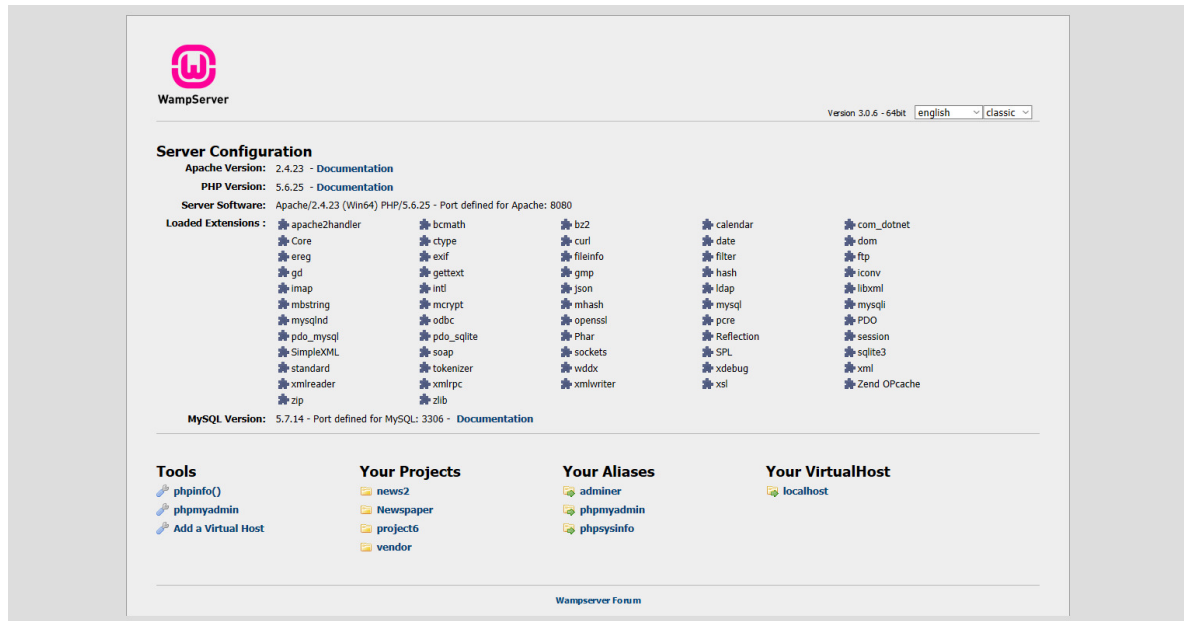 WampServer
Version 3.0.6 - 64bit english classic
Server Configuration
Apache Version: 2.4.23 - Documentation
PHP Version: 5.6.25 - Documentation
Server Software: Apache/2.4.23 (Win64) PHP/5.6.25 - Port defined for Apache: 8080
Loaded Extensions : apache2handler bcmath bz2 calendar com_dotnet
Core ctype curl date dom
ereg exif fileinfo filter ftp
gd gettext gmp hash iconv
imap intl json ldap libxml
mbstring mcrypt mhash mysql mysqli
mysqlnd odbc openssl pcre PDO
pdo_mysql pdo_sqlite Phar Reflection session
SimpleXML soap sockets SPL sqlite3
standard tokenizer wddx xdebug xml
xmlreader xmlrpc xmlwriter xsl Zend OPcache
zip zlib
MySQL Version: 5.7.14 - Port defined for MySQL: 3306 - Documentation
Tools Your Projects Your Aliases Your VirtualHost
phpinfo() news2 adminer localhost
phpmyadmin Newspaper phpmyadmin
Add a Virtual Host project6 phpsysinfo
vendor
Wampserver Forum